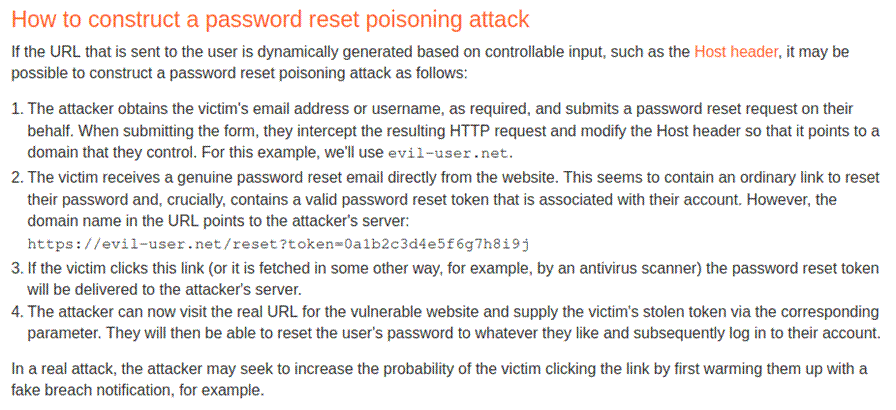 How to construct a password reset poisoning attack
If the URL that is sent to the user is dynamically generated based on controllable input, such as the Host header, it may be
possible to construct a password reset poisoning attack as follows:
1. The attacker obtains the victim's email address or username, as required, and submits a password reset request on their
behalf. When submitting the form, they intercept the resulting HTTP request and modify the Host header so that it points to a
domain that they control. For this example, we'll use evil-user.net.
2. The victim receives a genuine password reset email directly from the website. This seems to contain an ordinary link to reset
their password and, crucially, contains a valid password reset token that is associated with their account. However, the
domain name in the URL points to the attacker's server:
https://evil-user.net/reset?token=0a1b2c3d4e5f6g7h8i9j
3. If the victim clicks this link (or it is fetched in some other way, for example, by an antivirus scanner) the password reset token
will be delivered to the attacker's server.
4. The attacker can now visit the real URL for the vulnerable website and supply the victim's stolen token via the corresponding
parameter. They will then be able to reset the user's password to whatever they like and subsequently log in to their account.
In a real attack, the attacker may seek to increase the probability of the victim clicking the link by first warming them up with a
fake breach notification, for example.